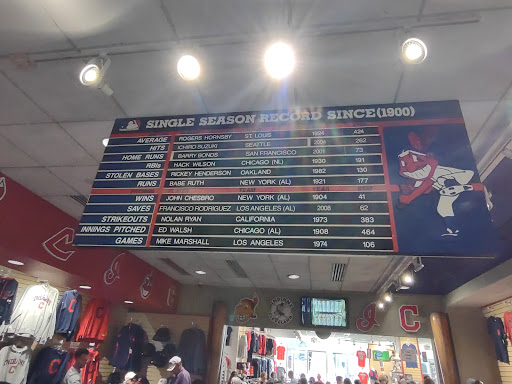 SINGLE SEASON RECORD SINCE(1900)
AVERAGE ROGERS HORNSBY ST. LOUIS 1924 424
HITS ICHIRO SUZUKI SEATTLE 2004 262
HOME RUNS BARRY BONDS SAN FRANCISCO 2001 73
RBIs HACK WILSON CHICAGO (NL) 1930 191
STOLEN BASES RICKEY HENDERSON OAKLAND 1982 130
RUNS BABE RUTH NEW YORK (AL) 1921 177
WINS JOHN CHESBRO NEW YORK (AL) 1904 41
SAVES FRANCISCO RODRIGUEZ LOS ANGELES (AL) 2008 62
STRIKEOUTS NOLAN RYAN CALIFORNIA 1973 383
INNINGS PITCHED ED WALSH CHICAGO (AL) 1908 464
GAMES MIKE MARSHALL LOS ANGELES 1974 106